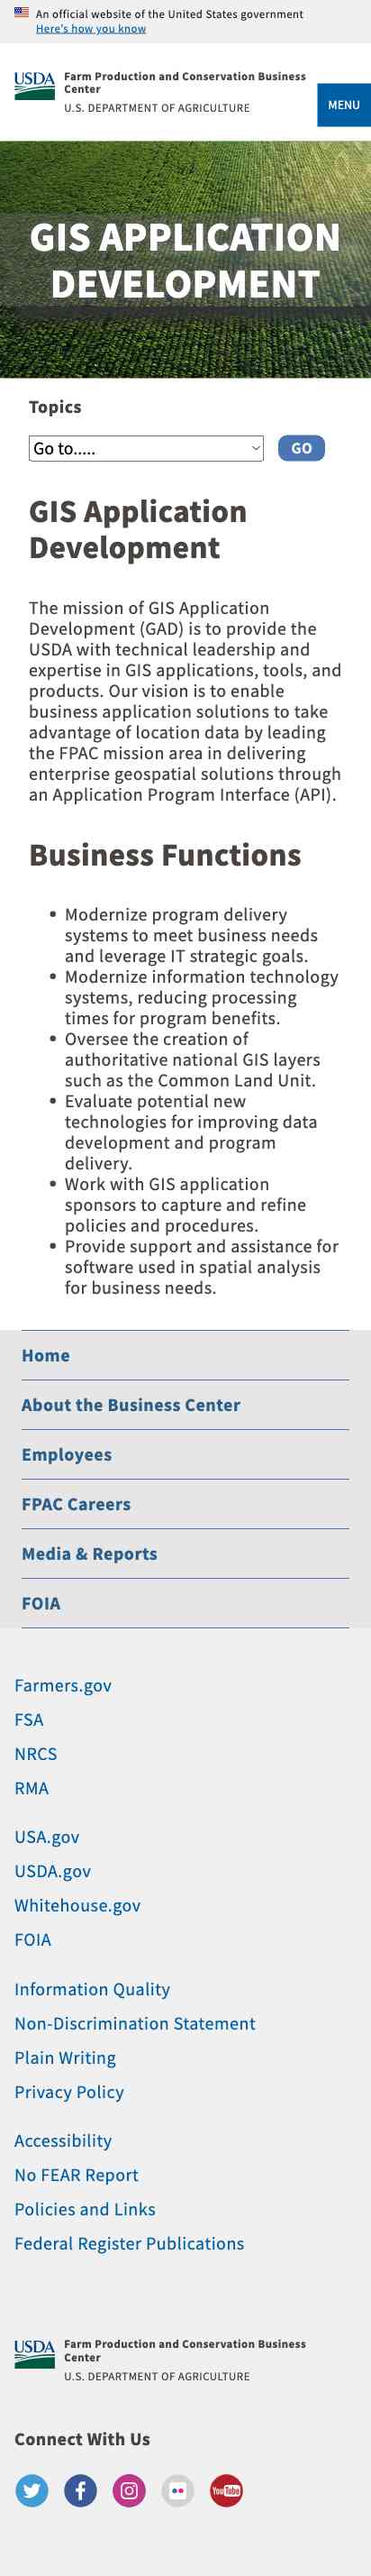 An official website of the United States government
Here's how you know
USDA
Farm Production and Conservation Business
Center
U.S. DEPARTMENT OF AGRICULTURE
MENU
GIS APPLICATION
DEVELOPMENT
Topics
Go to.....
GO
GIS Application
Development
The mission of GIS Application
Development (GAD) is to provide the
USDA with technical leadership and
expertise in GIS applications, tools, and
products. Our vision is to enable
business application solutions to take
advantage of location data by leading
the FPAC mission area in delivering
enterprise geospatial solutions through
an Application Program Interface (API).
Business Functions
• Modernize program delivery
systems to meet business needs
and leverage IT strategic goals.
• Modernize information technology
systems, reducing processing
times for program benefits.
• Oversee the creation of
authoritative national GIS layers
such as the Common Land Unit.
• Evaluate potential new
technologies for improving data
development and program
delivery.
• Work with GIS application
sponsors to capture and refine
policies and procedures.
• Provide support and assistance for
software used in spatial analysis
for business needs.
Home
About the Business Center
Employees
FPAC Careers
Media & Reports
FOIA
Farmers.gov
FSA
NRCS
RMA
USA.gov
USDA.gov
Whitehouse.gov
FOIA
Information Quality
Non-Discrimination Statement
Plain Writing
Privacy Policy
Accessibility
No FEAR Report
Policies and Links
Federal Register Publications
USDA
Farm Production and Conservation Business
Center
U.S. DEPARTMENT OF AGRICULTURE
Connect With Us
YouTube